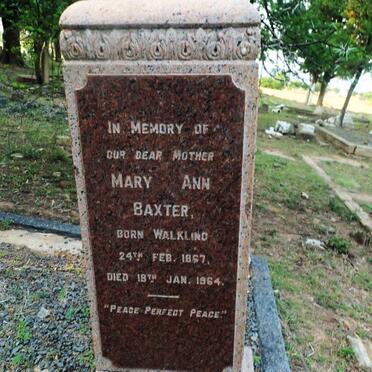 IN MEMORY OF
OUR DEAR MOTHER
MARY ANN
BAXTER,
BORN WALKLIND
24TH FEB. 1867,
DIED 18TH JAN. 1964.
"PEACE PERFECT PEACE."